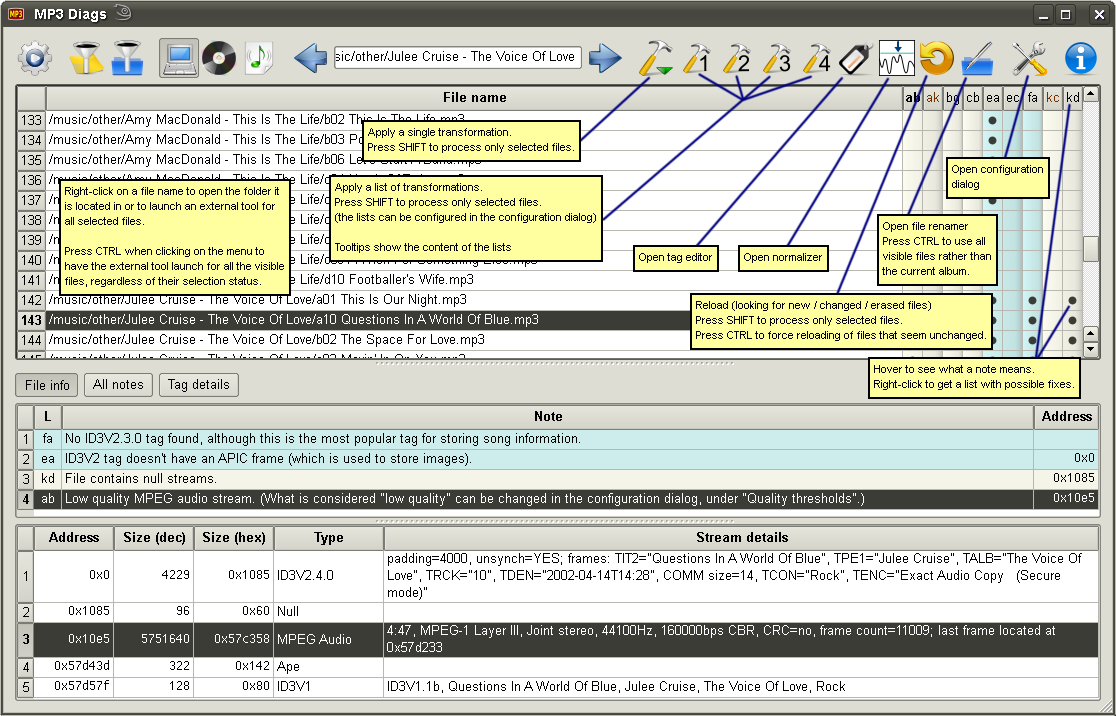 MP3 Diags
sic/other/Julee Cruise - The Voice Of Love
1 2 3 4
File name
ab ak bg cb ea ec fa kc kd
133 /music/other/Amy MacDonald - This Is The Life/b02 This Is The Life.mp3
134 /music/other/Amy MacDonald - This Is The Life/b03
135 /music/other/Amy MacDonald - This Is The Life/b06
136 /music/other/Amy MacDonald - This Is The Life/
137
138
139
140
141 Life/d10 Footballer's Wife.mp3
142 /music/other/Julee Cruise - The Voice Of Love/a01 This Is Our Night.mp3
143 /music/other/Julee Cruise - The Voice Of Love/a10 Questions In A World Of Blue.mp3
144 /music/other/Julee Cruise - The Voice Of Love/b02 The Space For Love.mp3
145 /music/other/Julee Cruise - The Voice Of Love/
Apply a single transformation.
Press SHIFT to process only selected files.
Right-click on a file name to open the folder it
is located in or to launch an external tool for
all selected files.
Press CTRL when clicking on the menu to
have the external tool launch for all the visible
files, regardless of their selection status.
Apply a list of transformations.
Press SHIFT to process only selected files.
(the lists can be configured in the configuration dialog)
Tooltips show the content of the lists
Open tag editor
Open normalizer
Open configuration
dialog
Open file renamer
Press CTRL to use all
visible files rather than
the current album.
Reload (looking for new / changed / erased files)
Press SHIFT to process only selected files.
Press CTRL to force reloading of files that seem unchanged.
Hover to see what a note means.
Right-click to get a list with possible fixes.
File info All notes Tag details
L Note Address
1 fa No ID3V2.3.0 tag found, although this is the most popular tag for storing song information.
2 ea ID3V2 tag doesn't have an APIC frame (which is used to store images). 0x0
3 kd File contains null streams. 0x1085
4 ab Low quality MPEG audio stream. (What is considered "low quality" can be changed in the configuration dialog, under "Quality thresholds".) 0x10e5
Address Size (dec) Size (hex) Type Stream details
1 0x0 4229 0x1085 ID3V2.4.0 padding=4000, unsynch=YES; frames: TIT2="Questions In A World Of Blue", TPE1="Julee Cruise", TALB="The Voice Of
Love", TRCK="10", TDEN="2002-04-14T14:28", COMM size=14, TCON="Rock", TENC="Exact Audio Copy (Secure
mode)"
2 0x1085 96 0x60 Null
3 0x10e5 5751640 0x57c358 MPEG Audio 4:47, MPEG-1 Layer III, Joint stereo, 44100Hz, 160000bps CBR, CRC=no, frame count=11009; last frame located at
0x57d233
4 0x57d43d 322 0x142 Ape
5 0x57d57f 128 0x80 ID3V1 ID3V1.1b, Questions In A World Of Blue, Julee Cruise, The Voice Of Love, Rock